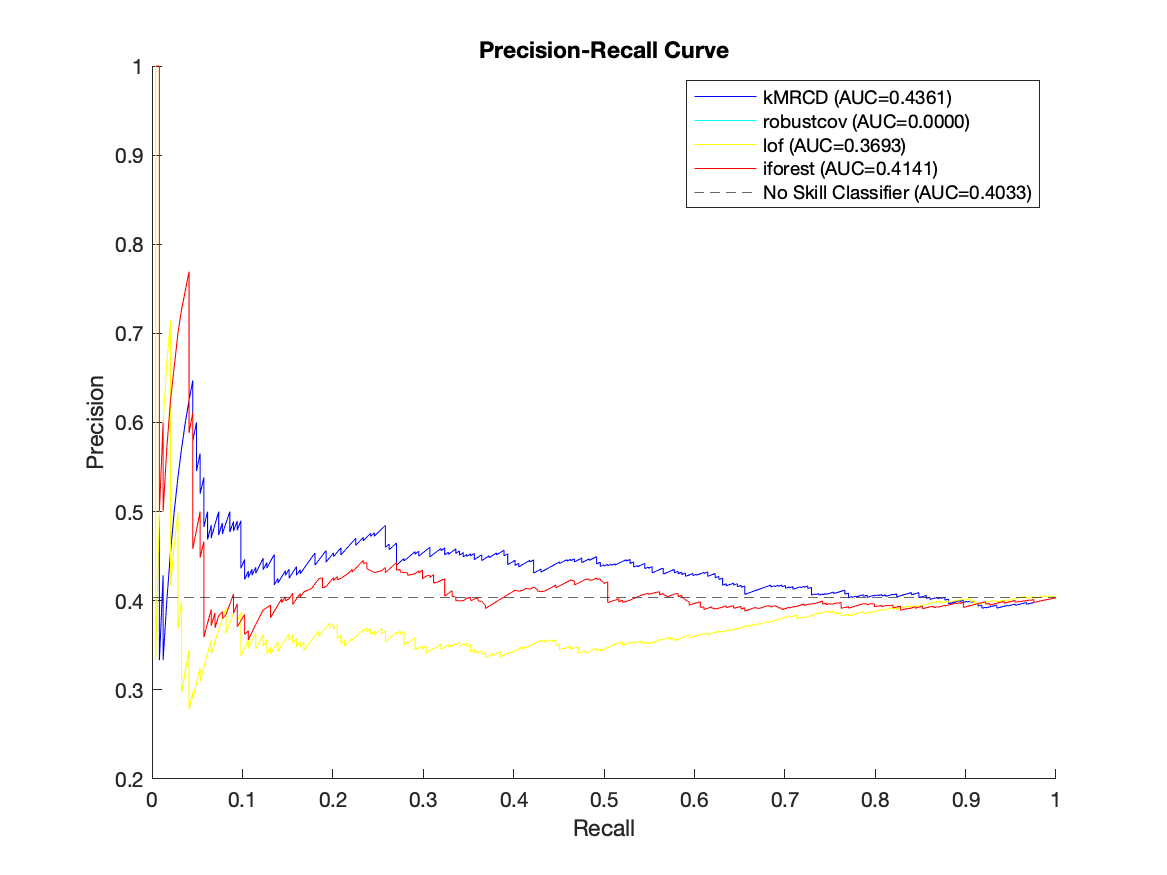 Precision-Recall Curve
kMRCD (AUC=0.4361)
robustcov (AUC=0.0000)
lof (AUC=0.3693)
iforest (AUC=0.4141)
No Skill Classifier (AUC=0.4033)
Precision
1
0.9
0.8
0.7
0.6
0.5
0.4
0.3
0.2
0 0.1 0.2 0.3 0.4 0.5 0.6 0.7 0.8 0.9 1
Recall